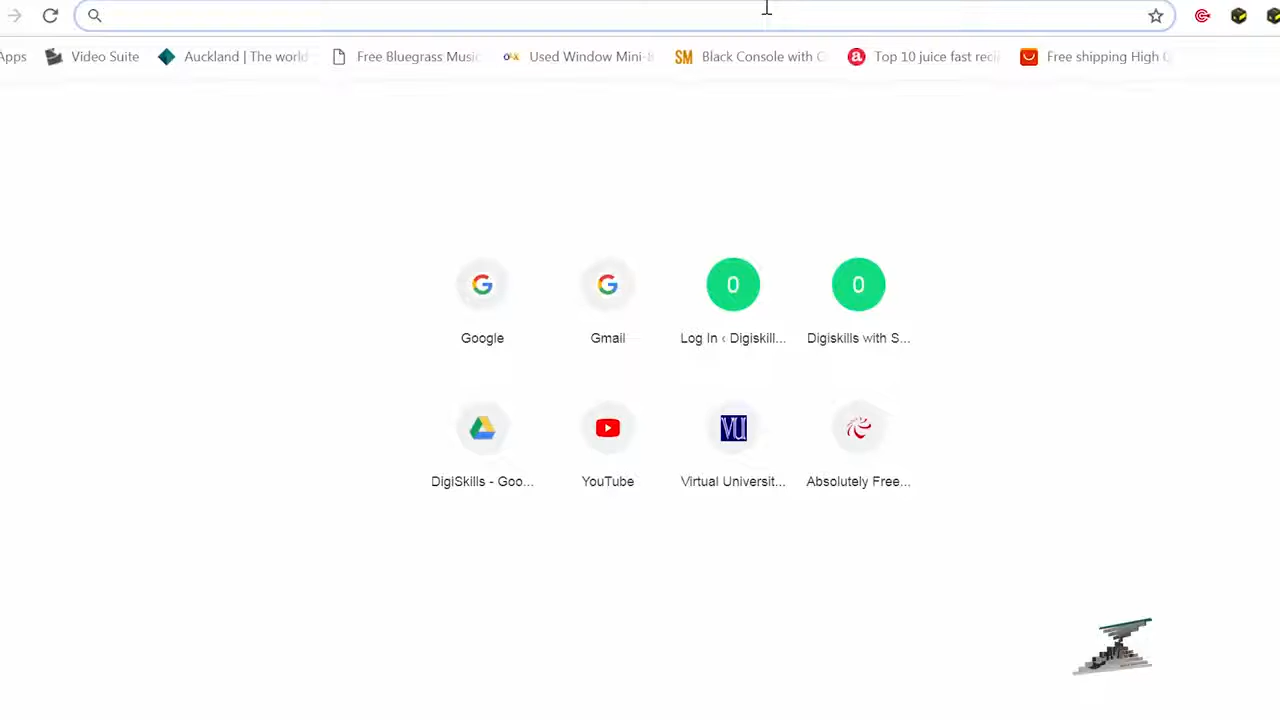 Apps Video Suite Auckland | The world Free Bluegrass Music Used Window Mini- SM Black Console with C a Top 10 juice fast reci Free shipping High Q
G G 0 0
Google Gmail Log In ‹ Digiskill... Digiskills with S...
VU
DigiSkills - Goo... YouTube Virtual Universit... Absolutely Free...